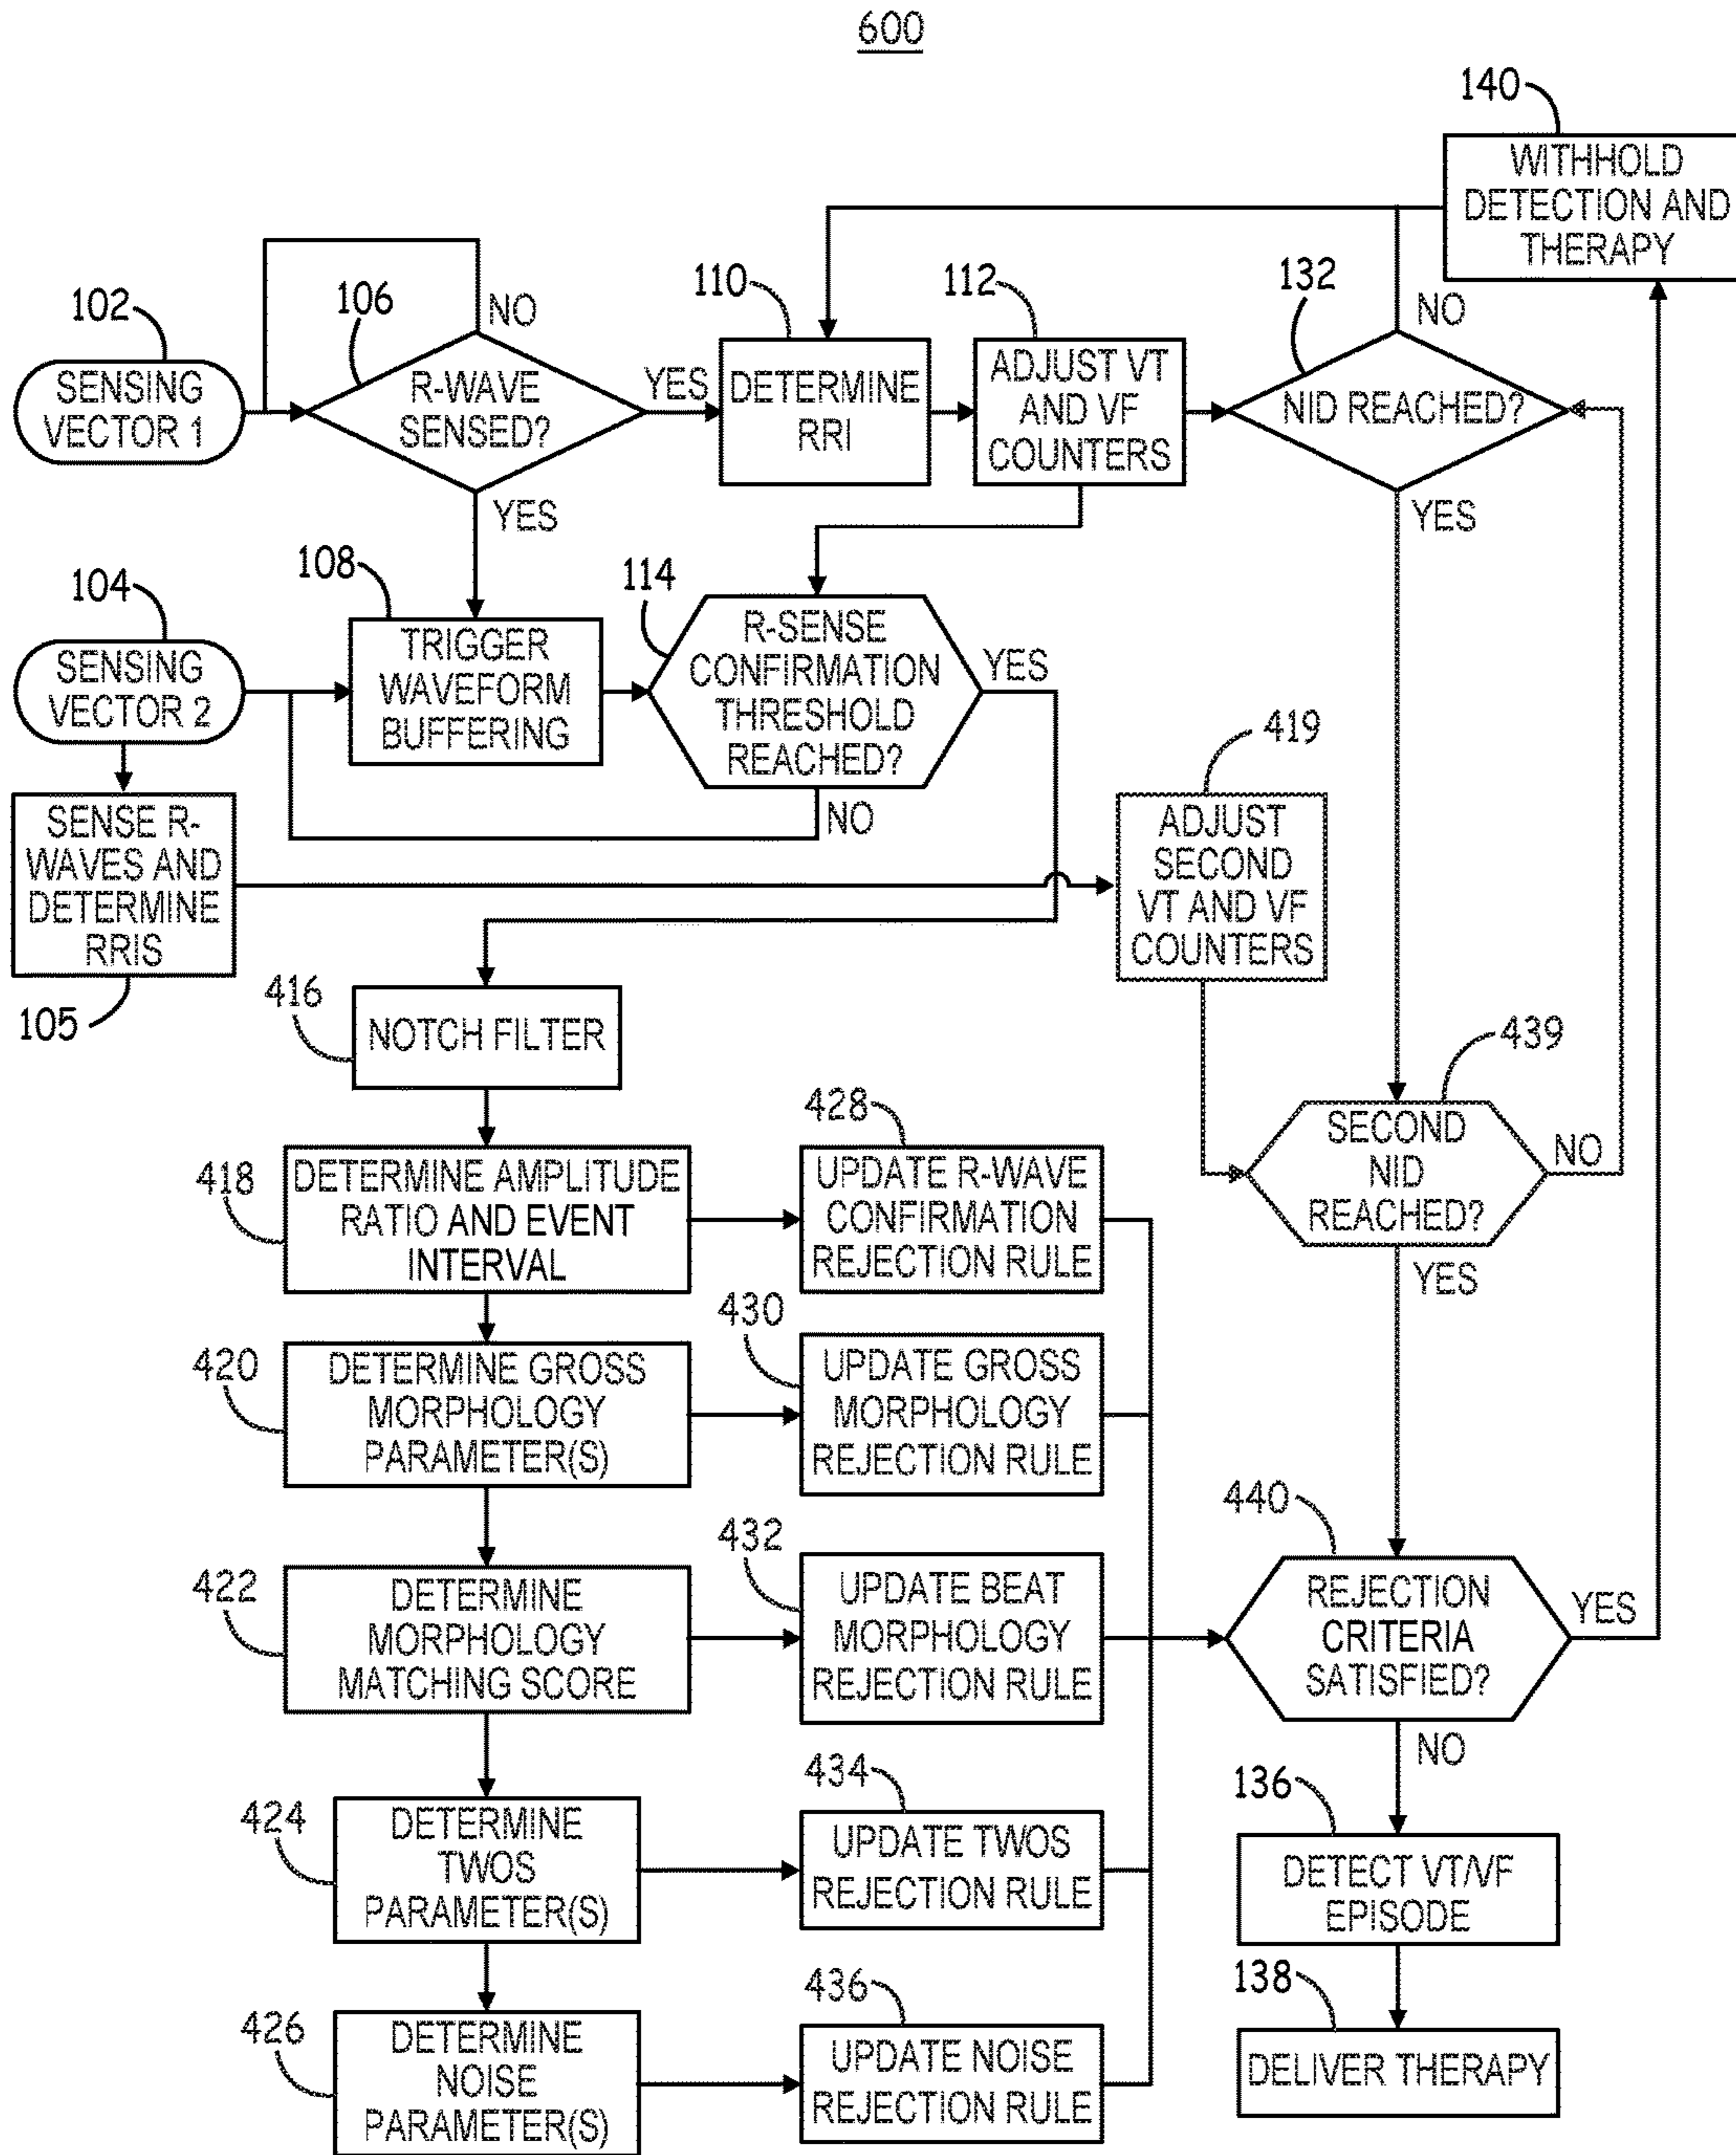 600
140
WITHHOLD
DETECTION AND
THERAPY
102
SENSING
VECTOR 1
106
NO
R-WAVE
SENSED?
YES
YES
110
DETERMINE
RRI
112
ADJUST VT
AND VF
COUNTERS
132
NO
NID REACHED?
YES
104
SENSING
VECTOR 2
108
TRIGGER
WAVEFORM
BUFFERING
114
R-SENSE
CONFIRMATION
THRESHOLD
REACHED?
YES
NO
SENSE R-
WAVES AND
DETERMINE
RRIS
105
419
ADJUST
SECOND
VT AND VF
COUNTERS
416
NOTCH FILTER
439
SECOND
NID
REACHED?
NO
YES
418
DETERMINE AMPLITUDE
RATIO AND EVENT
INTERVAL
428
UPDATE R-WAVE
CONFIRMATION
REJECTION RULE
420
DETERMINE GROSS
MORPHOLOGY
PARAMETER(S)
430
UPDATE GROSS
MORPHOLOGY
REJECTION RULE
422
DETERMINE
MORPHOLOGY
MATCHING SCORE
432
UPDATE BEAT
MORPHOLOGY
REJECTION RULE
440
REJECTION
CRITERIA
SATISFIED?
YES
NO
424
DETERMINE
TWOS
PARAMETER(S)
434
UPDATE TWOS
REJECTION RULE
136
DETECT VT/VF
EPISODE
426
DETERMINE
NOISE
PARAMETER(S)
436
UPDATE NOISE
REJECTION RULE
138
DELIVER THERAPY